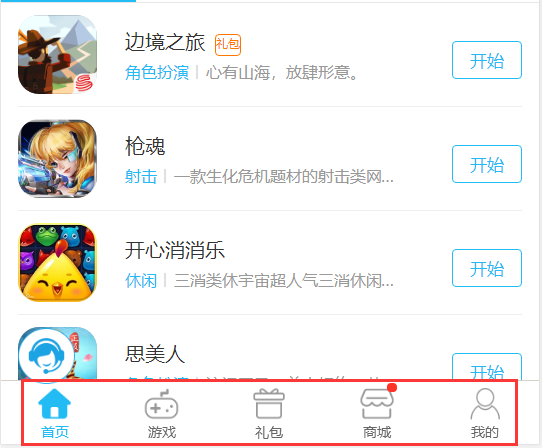 边境之旅 礼包
角色扮演 | 心有山海，放肆形意。
开始
枪魂
射击 | 一款生化危机题材的射击类网...
开始
开心消消乐
休闲 | 三消类休宇宙超人气三消休闲...
开始
思美人
开始
首页 游戏 礼包 商城 我的